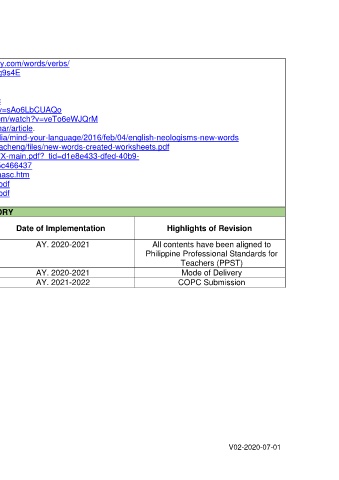 y.com/words/verbs/
g9s4E
v=sAo6LbCUAQo
om/watch?v=veTo6eWJQrM
nar/article.
dia/mind-your-language/2016/feb/04/english-neologisms-new-words
acheng/files/new-words-created-worksheets.pdf
X-main.pdf?_tid=d1e8e433-dfed-40b9-
c466437
aasc.htm
pdf
pdf
ORY
Date of Implementation Highlights of Revision
AY. 2020-2021 All contents have been aligned to
Philippine Professional Standards for
Teachers (PPST)
AY. 2020-2021 Mode of Delivery
AY. 2021-2022 COPC Submission
V02-2020-07-01